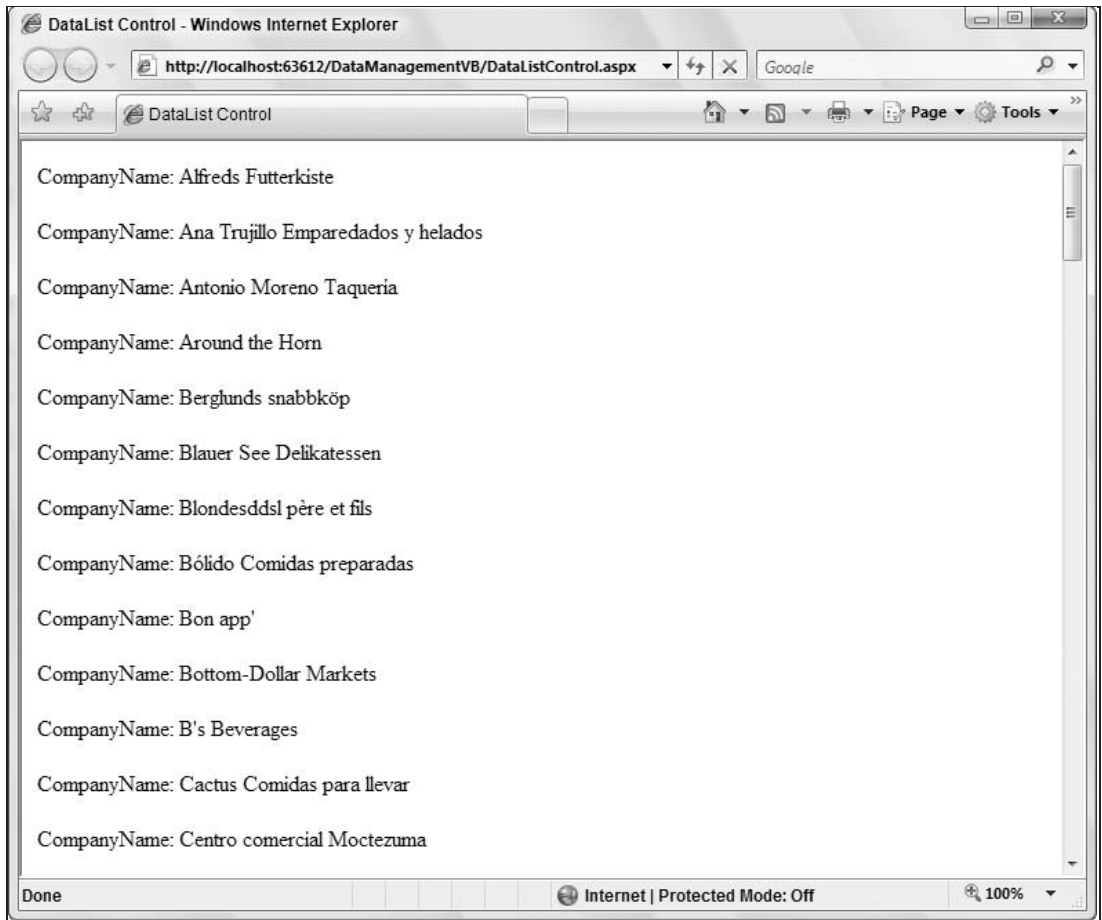 DataList Control - Windows Internet Explorer
http://localhost:63612/DataManagementVB/DataListControl.aspx
Google
DataList Control
Page
Tools
CompanyName: Alfreds Futterkiste
CompanyName: Ana Trujillo Emparedados y helados
CompanyName: Antonio Moreno Taquería
CompanyName: Around the Horn
CompanyName: Berglunds snabbköp
CompanyName: Blauer See Delikatessen
CompanyName: Blondesddsl père et fils
CompanyName: Bólido Comidas preparadas
CompanyName: Bon app'
CompanyName: Bottom-Dollar Markets
CompanyName: B's Beverages
CompanyName: Cactus Comidas para llevar
CompanyName: Centro comercial Moctezuma
Done
Internet | Protected Mode: Off
100%